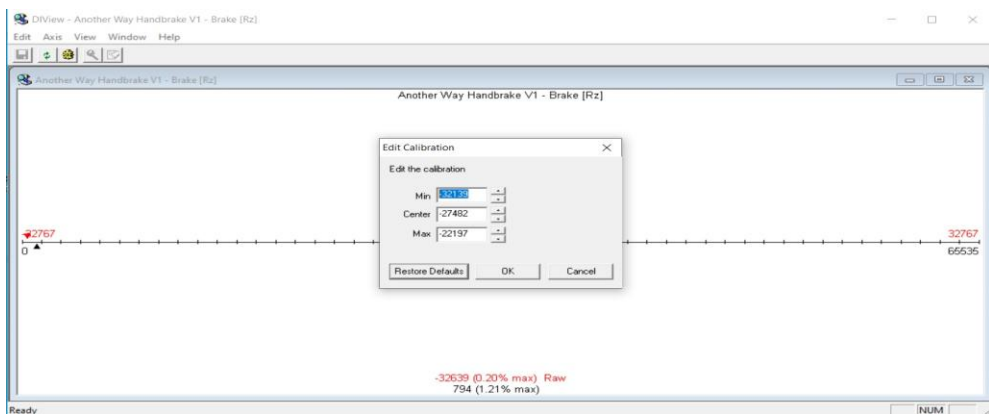 DIView - Another Way Handbrake V1 - Brake [Rz]
Edit Axis View Window Help
Another Way Handbrake V1 - Brake [Rz]
Another Way Handbrake V1 - Brake [Rz]
Edit Calibration
Edit the calibration
Min -32139
Center -27482
Max -22197
Restore Defaults OK Cancel
-32767 32767
0 65535
-32639 (0.20% max) Raw
794 (1.21% max)
Ready NUM